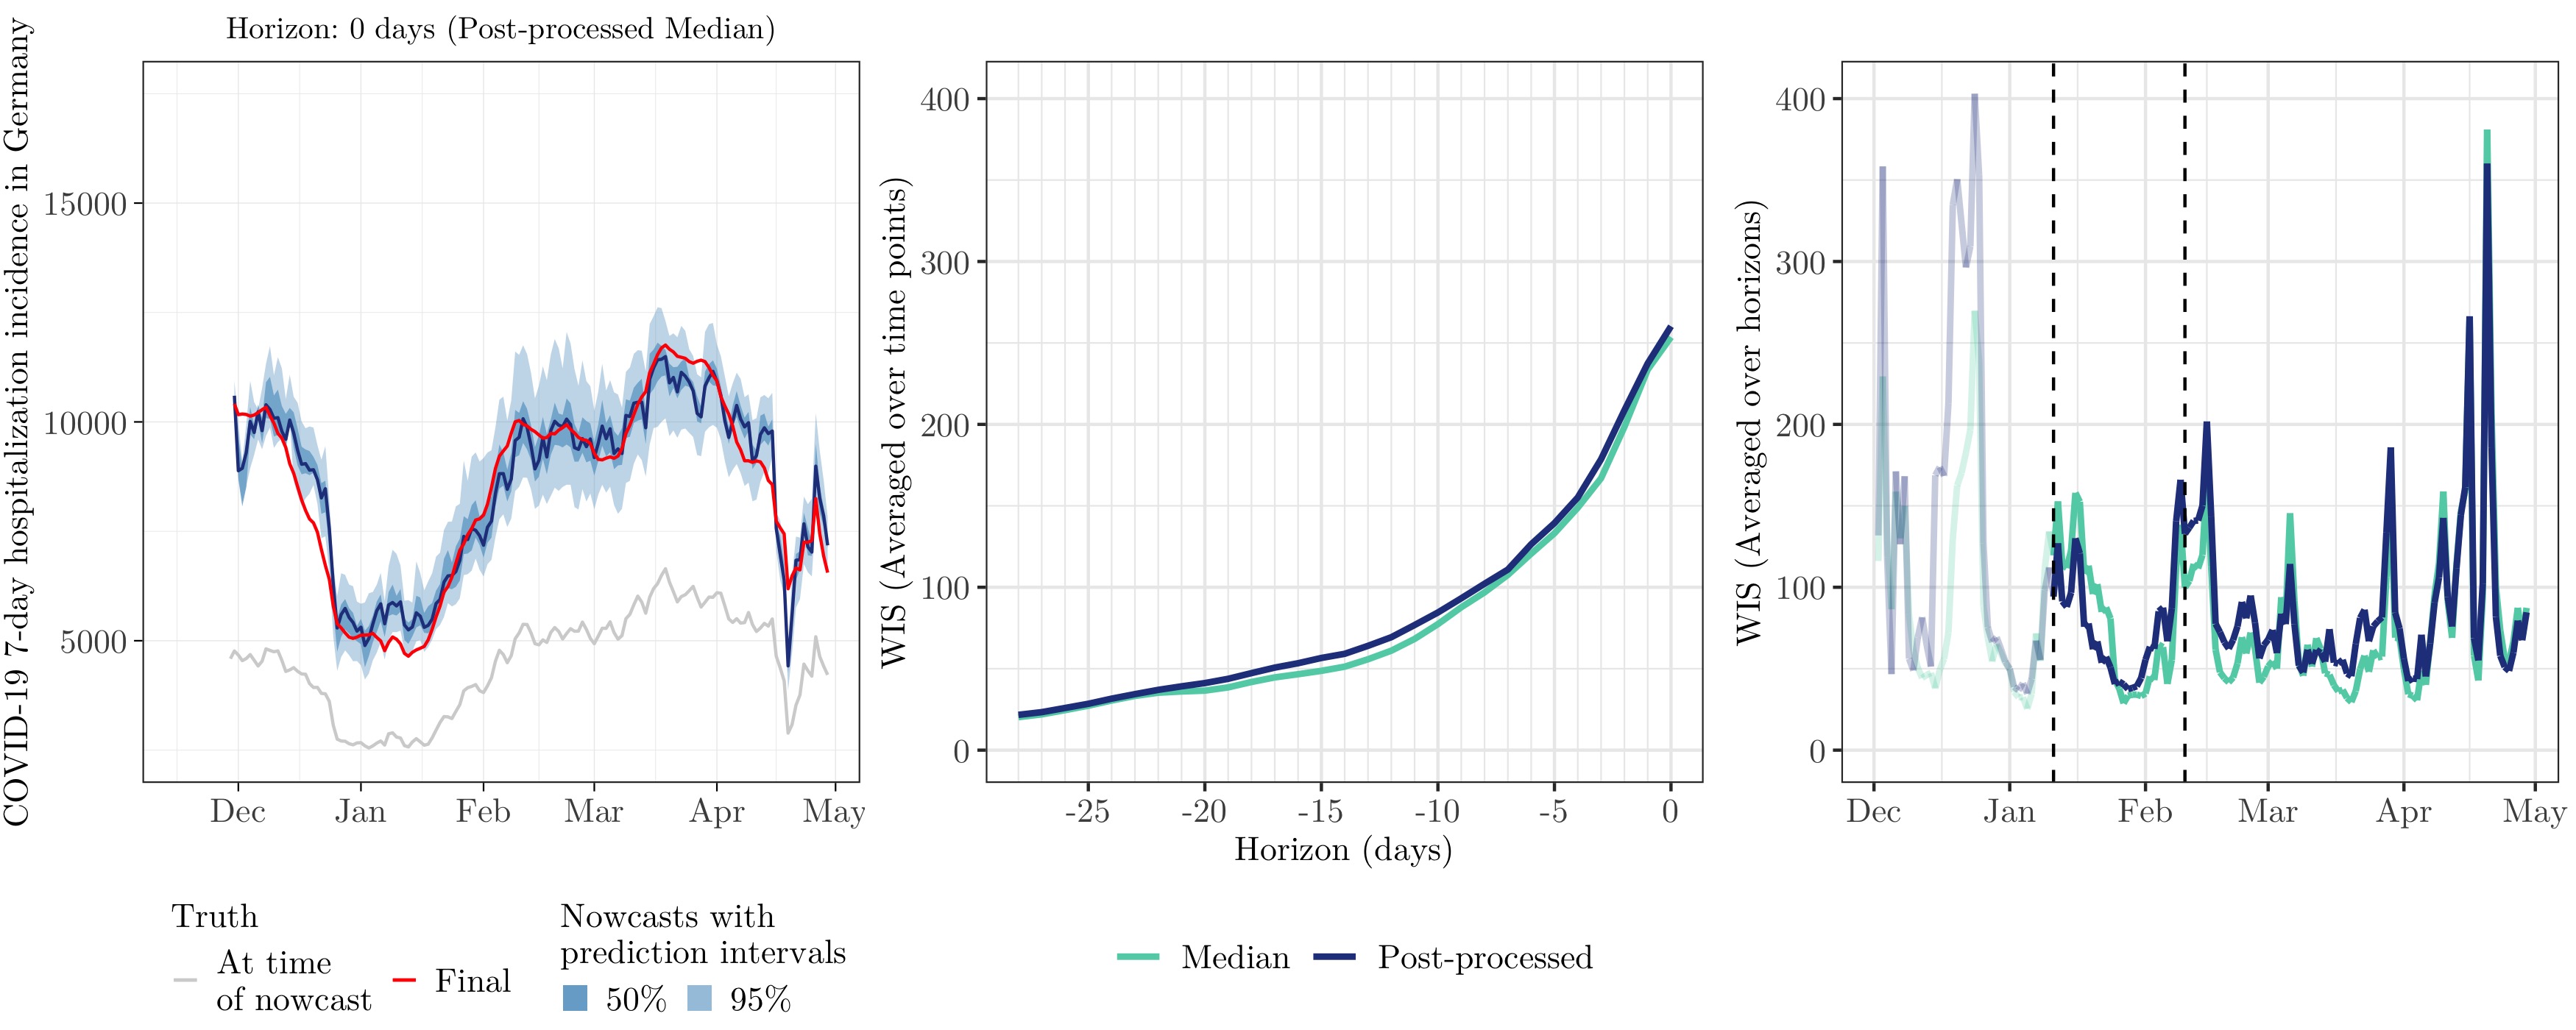 Horizon: 0 days (Post-processed Median)
COVID-19 7-day hospitalization incidence in Germany
15000
10000
5000
Dec Jan Feb Mar Apr May
WIS (Averaged over time points)
400
300
200
100
0
-25 -20 -15 -10 -5 0
Horizon (days)
WIS (Averaged over horizons)
400
300
200
100
0
Dec Jan Feb Mar Apr May
Truth
At time
of nowcast
Final
Nowcasts with
prediction intervals
50% 95%
Median Post-processed